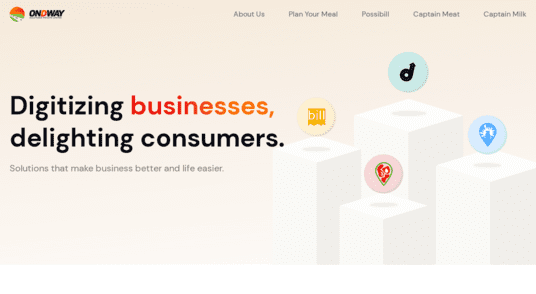 ONDWAY
About Us
Plan Your Meal
Possibill
Captain Meat
Captain Milk
Digitizing businesses,
delighting consumers.
Solutions that make business better and life easier.
bill